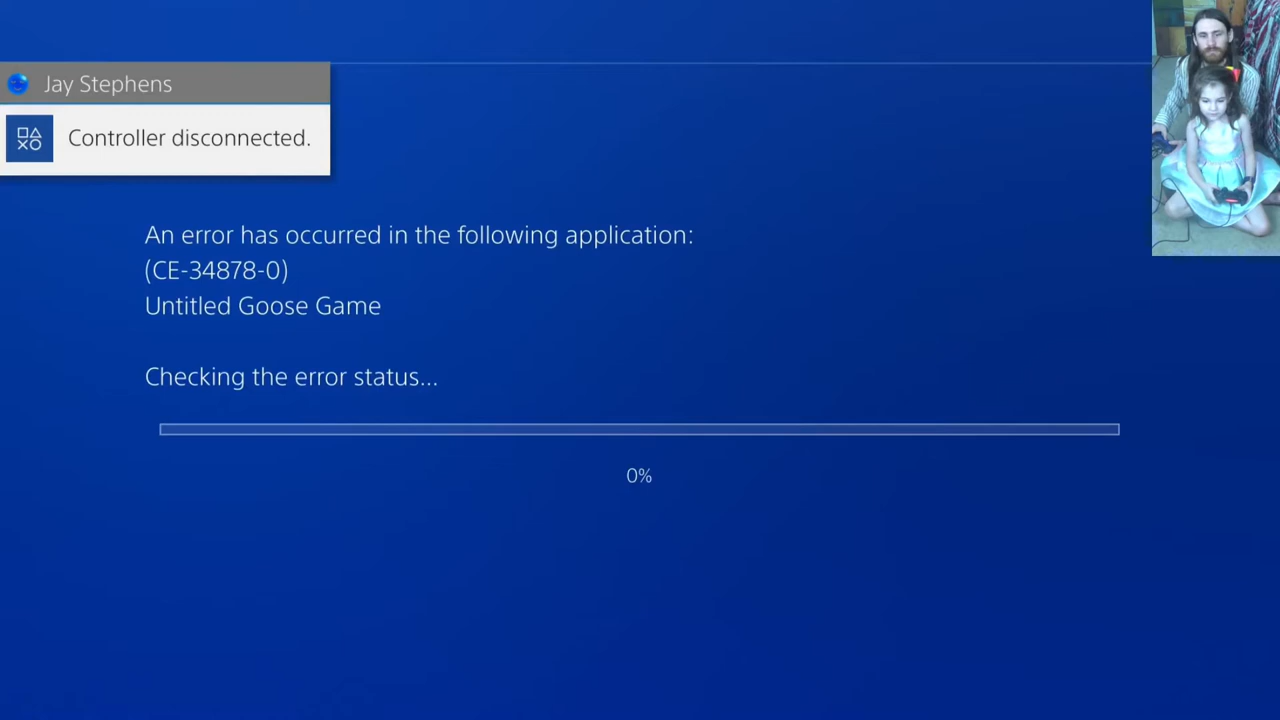 Jay Stephens
Controller disconnected.
An error has occurred in the following application:
(CE-34878-0)
Untitled Goose Game
Checking the error status...
0%